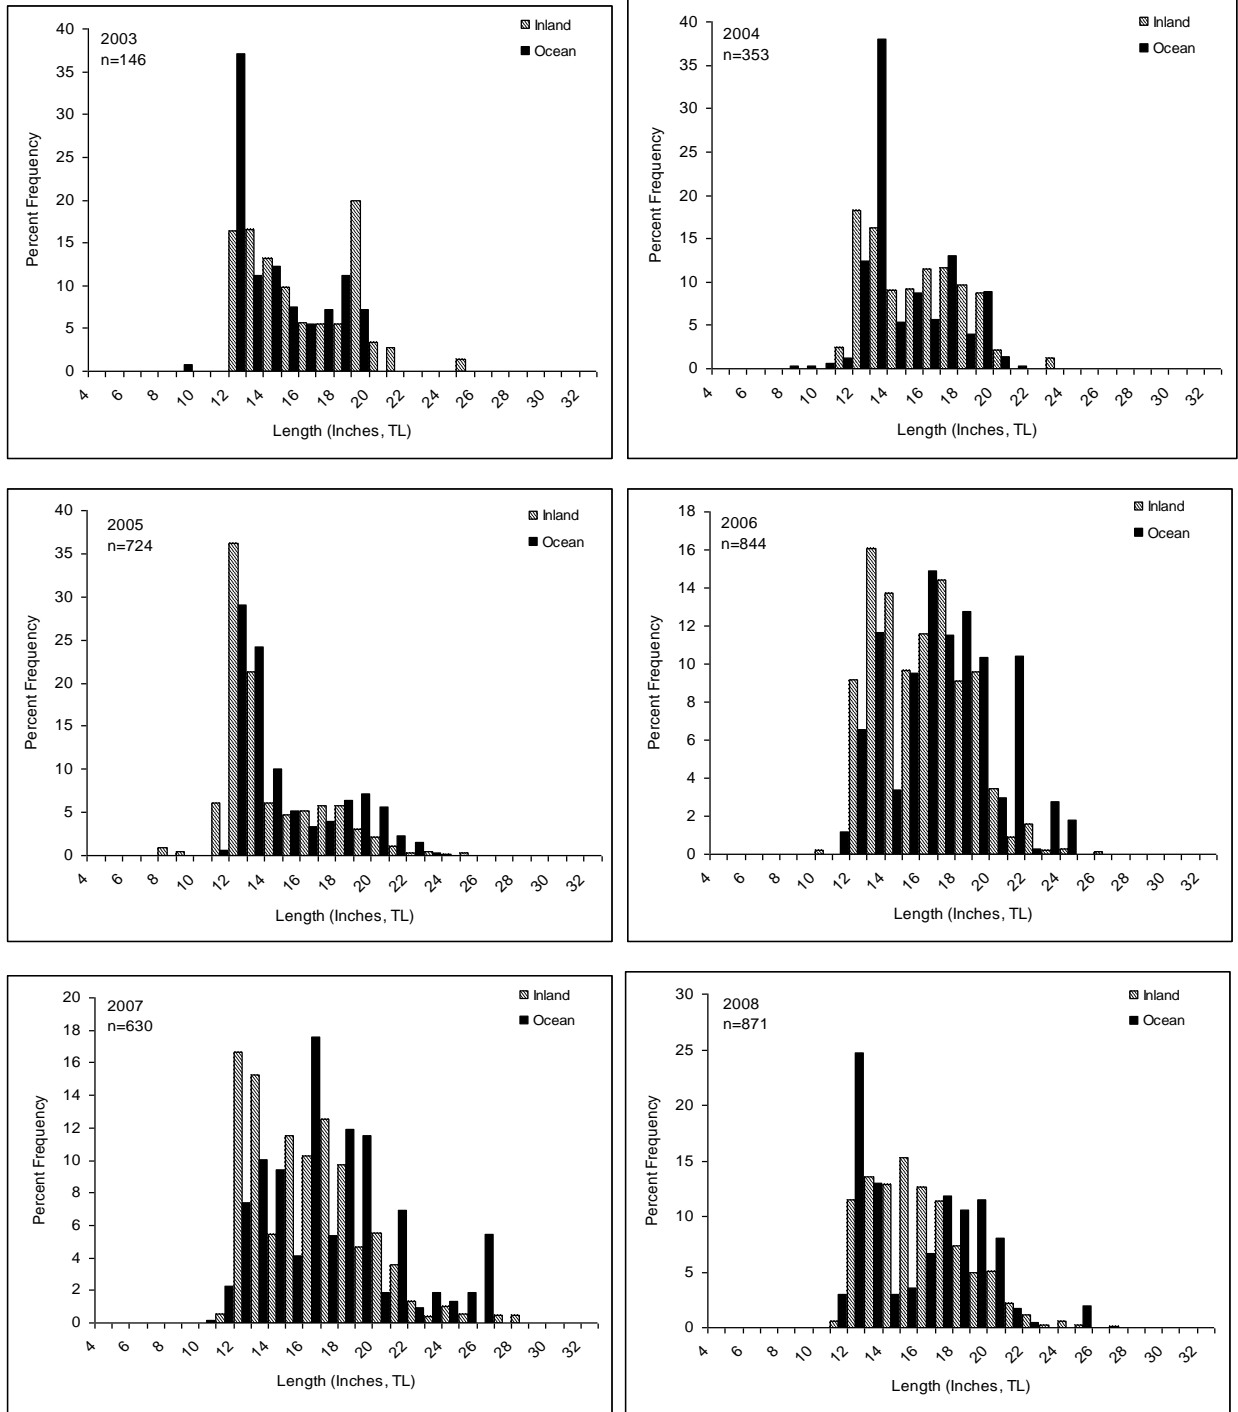 2003
n=146
Inland
Ocean
40
35
30
25
20
15
10
5
0
Percent Frequency
4 6 8 10 12 14 16 18 20 22 24 26 28 30 32
Length (Inches, TL)
2004
n=353
Inland
Ocean
40
35
30
25
20
15
10
5
0
Percent Frequency
4 6 8 10 12 14 16 18 20 22 24 26 28 30 32
Length (Inches, TL)
2005
n=724
Inland
Ocean
40
35
30
25
20
15
10
5
0
Percent Frequency
4 6 8 10 12 14 16 18 20 22 24 26 28 30 32
Length (Inches, TL)
2006
n=844
Inland
Ocean
18
16
14
12
10
8
6
4
2
0
Percent Frequency
4 6 8 10 12 14 16 18 20 22 24 26 28 30 32
Length (Inches, TL)
2007
n=630
Inland
Ocean
20
18
16
14
12
10
8
6
4
2
0
Percent Frequency
4 6 8 10 12 14 16 18 20 22 24 26 28 30 32
Length (Inches, TL)
2008
n=871
Inland
Ocean
30
25
20
15
10
5
0
Percent Frequency
4 6 8 10 12 14 16 18 20 22 24 26 28 30 32
Length (Inches, TL)